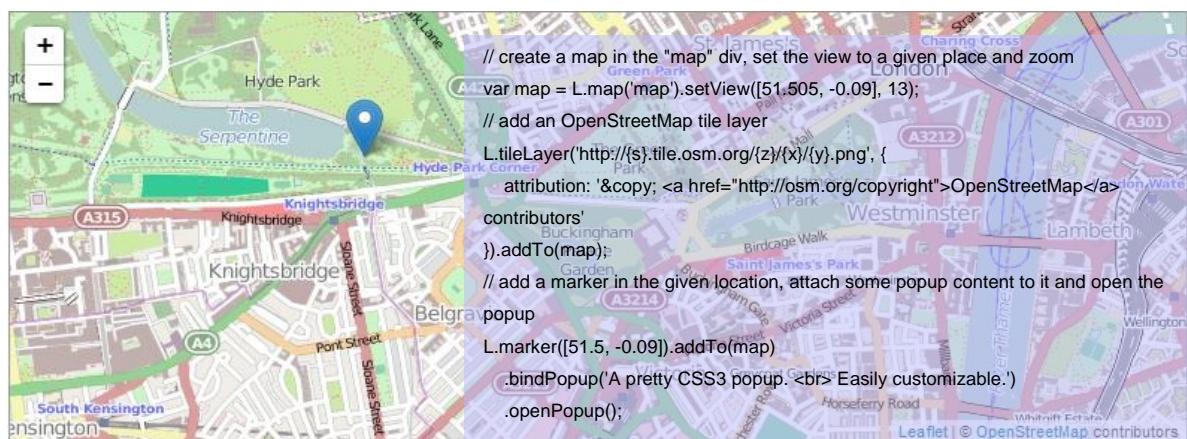 +
−
Hyde Park
The
Serpentine
Hyde Park Corner
A315
Knightsbridge
Knightsbridge
Knightsbridge
Sloane Street
Sloane Street
Pont Street
A4
South Kensington
Park Lane
// create a map in the "map" div, set the view to a given place and zoom
var map = L.map('map').setView([51.505, -0.09], 13);
// add an OpenStreetMap tile layer
L.tileLayer('http://{s}.tile.osm.org/{z}/{x}/{y}.png', {
attribution: '&copy; <a href="http://osm.org/copyright">OpenStreetMap</a>
contributors'
}).addTo(map);
// add a marker in the given location, attach some popup content to it and open the
popup
L.marker([51.5, -0.09]).addTo(map)
.bindPopup('A pretty CSS3 popup. <br> Easily customizable.')
.openPopup();
St James's
Green Park
Charing Cross
London
A3212
A301
Buckingham
Garden
Park
Westminster
Lambeth
Birdcage Walk
Saint James's Park
A3214
Victoria Street
Horseferry Road
Whitgift Estate
Leaflet | © OpenStreetMap contributors